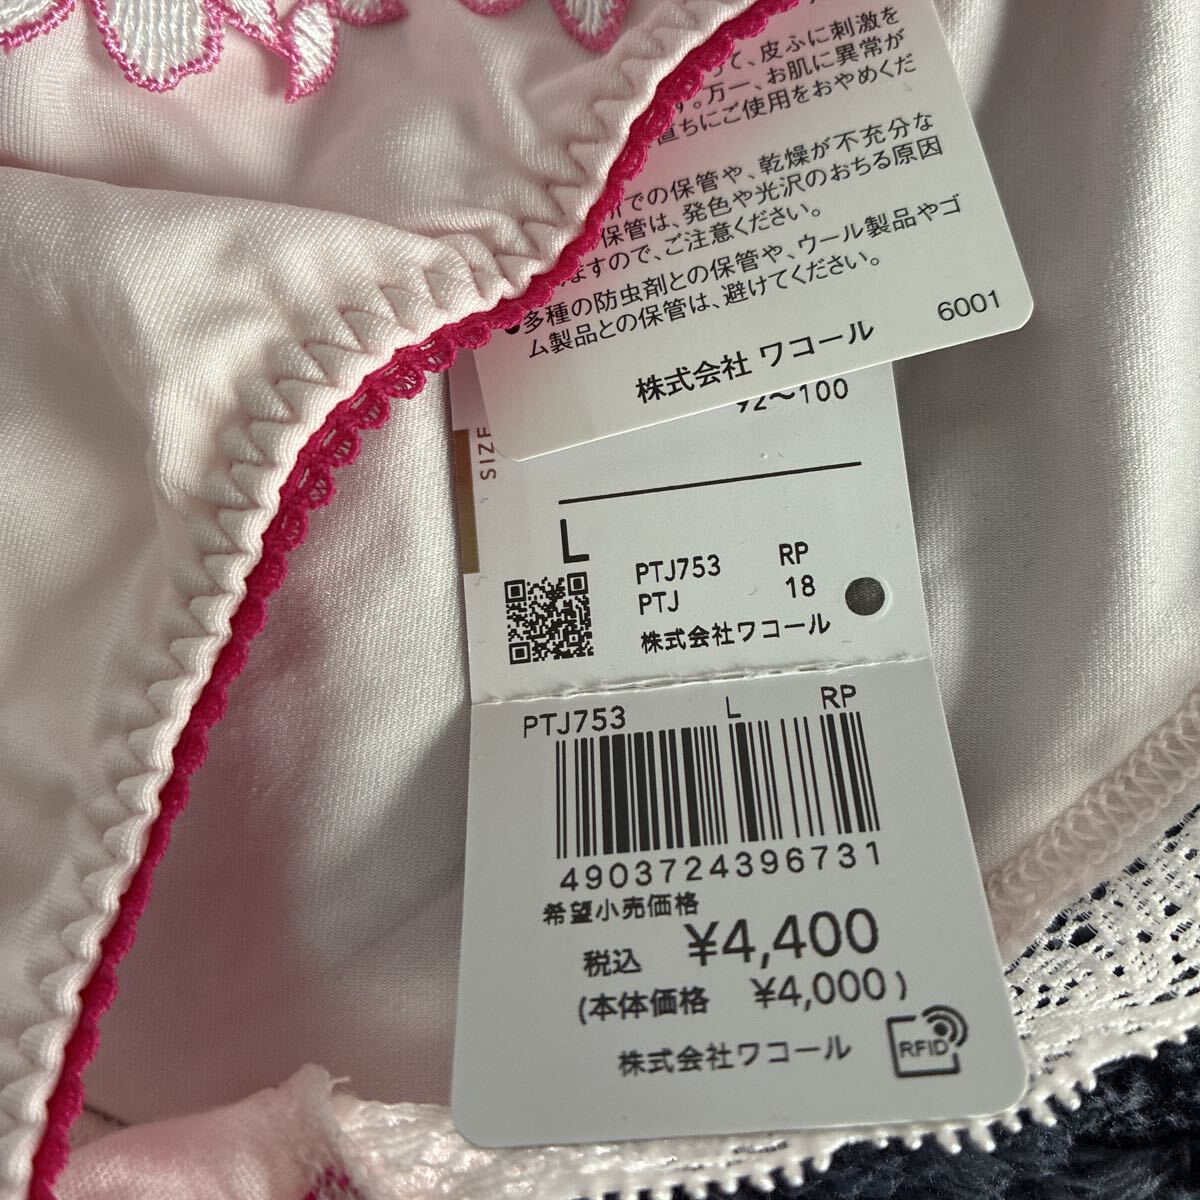 て、皮ふに刺激を
す。万一、お肌に異常が
直ちにご使用をおやめくだ
での保管や、乾燥が不充分な
保管は、発色や光沢のおちる原因
ますので、ご注意ください。
●多種の防虫剤との保管や、ウール製品やゴ
ム製品との保管は、避けてください。
株式会社 ワコール
6001
SIZE
92〜100
L
PTJ753 RP
PTJ 18
株式会社ワコール
PTJ753 L RP
4903724396731
希望小売価格
税込 ¥4,400
(本体価格 ¥4,000)
株式会社ワコール
RFID